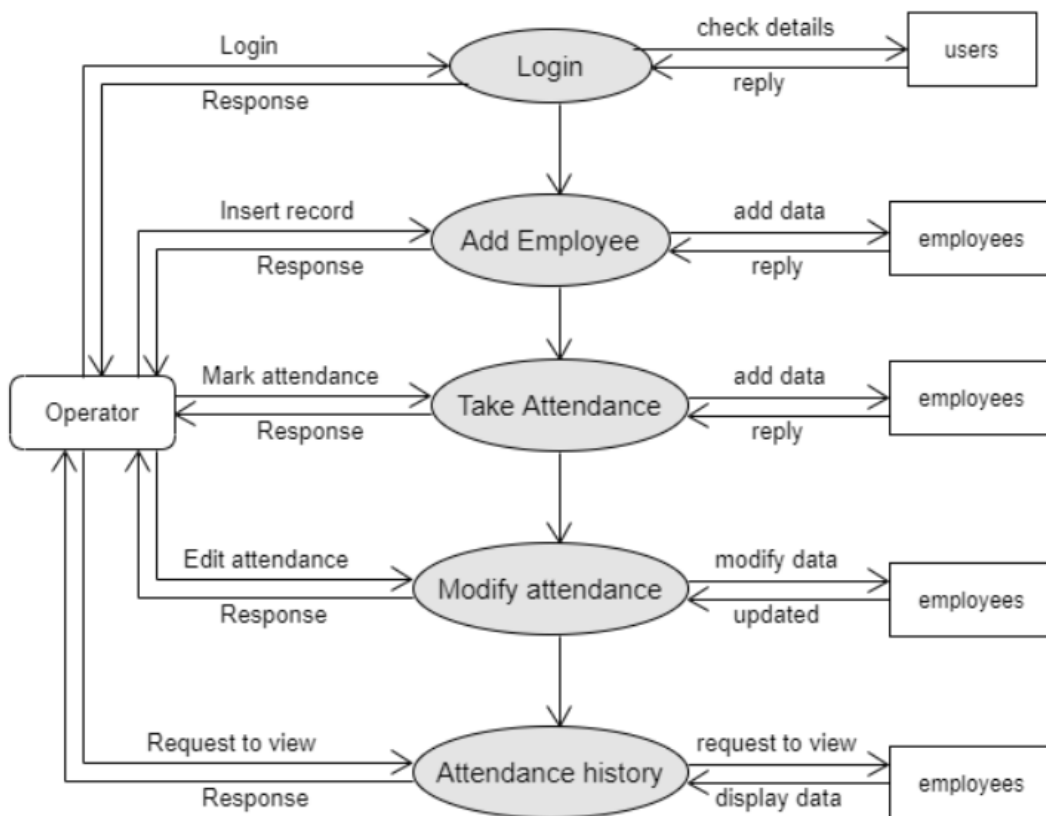 Login
Response
Login
check details
reply
users
Insert record
Response
Add Employee
add data
reply
employees
Operator
Mark attendance
Response
Take Attendance
add data
reply
employees
Edit attendance
Response
Modify attendance
modify data
updated
employees
Request to view
Response
Attendance history
request to view
display data
employees